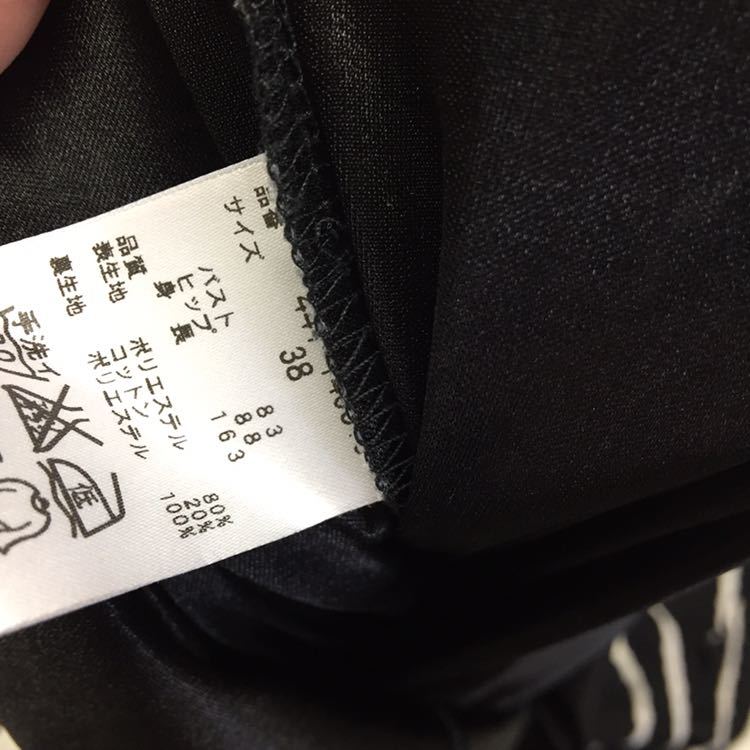 品番
サイズ 38
バスト 83
ヒップ 88
身長 163
品質
表生地 ポリエステル 80%
コットン 20%
裏生地 ポリエステル 100%
手洗イ
低